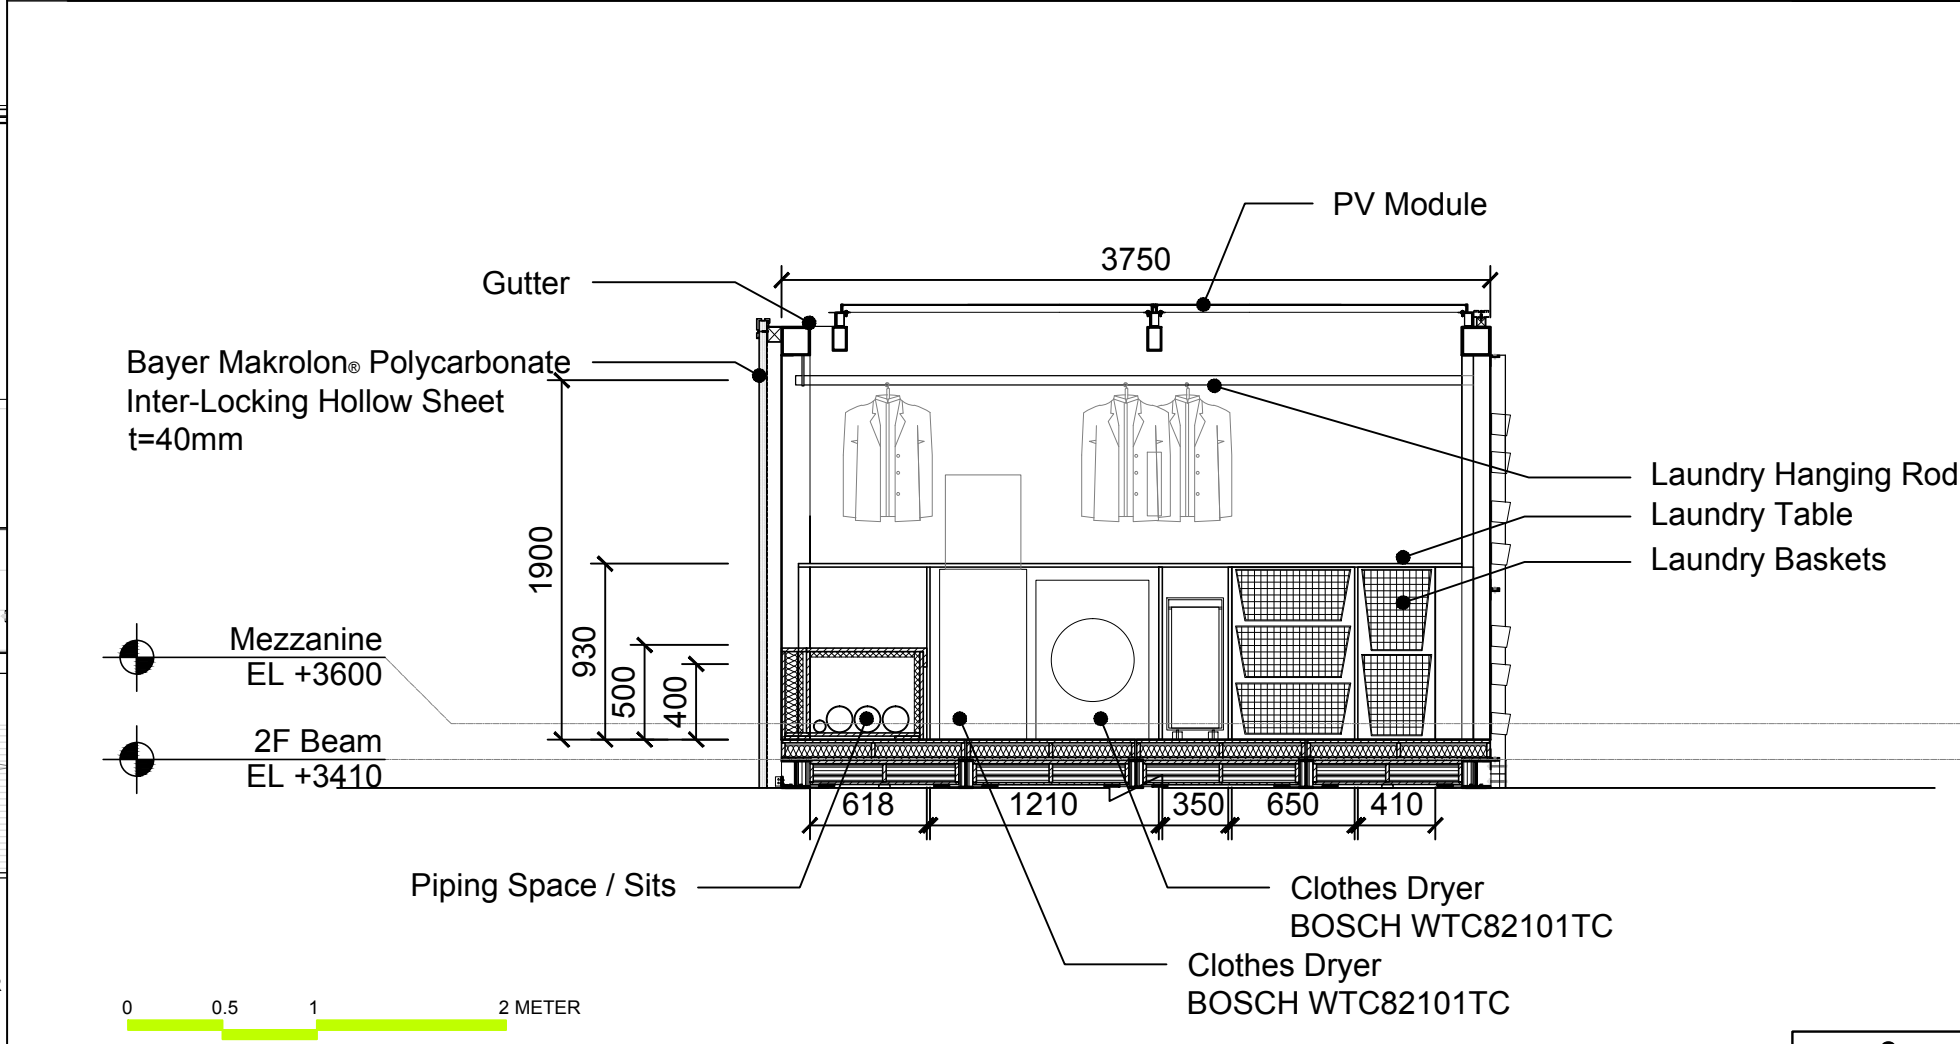 PV Module
3750
Gutter
Bayer Makrolon® Polycarbonate
Inter-Locking Hollow Sheet
t=40mm
Laundry Hanging Rod
Laundry Table
Laundry Baskets
1900
930
500
400
Mezzanine
EL +3600
2F Beam
EL +3410
618
1210
350
650
410
Piping Space / Sits
Clothes Dryer
BOSCH WTC82101TC
Clothes Dryer
BOSCH WTC82101TC
0 0.5 1 2 METER